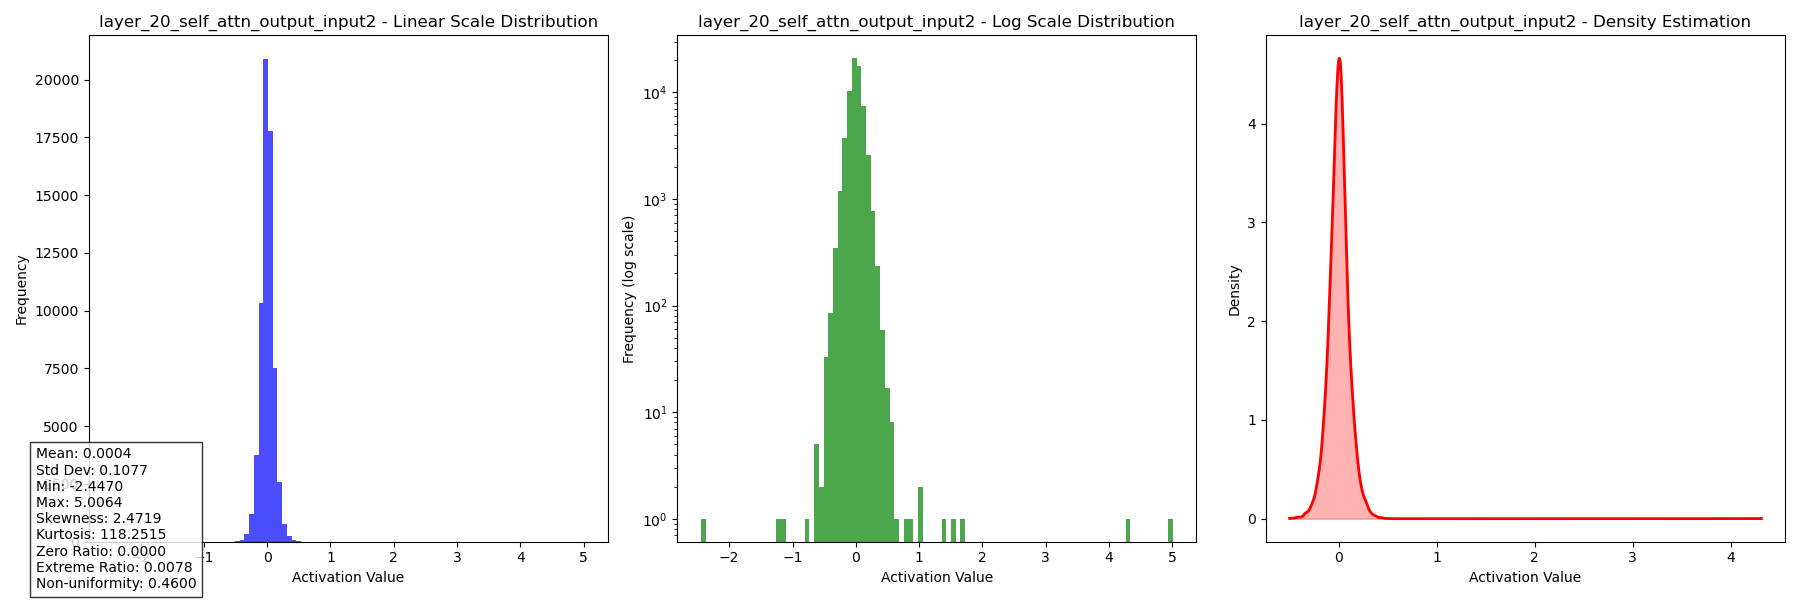 layer_20_self_attn_output_input2 - Linear Scale Distribution
20000
17500
15000
12500
10000
7500
5000
Frequency
−1
0
1
2
3
4
5
Activation Value
Mean: 0.0004
Std Dev: 0.1077
Min: -2.4470
Max: 5.0064
Skewness: 2.4719
Kurtosis: 118.2515
Zero Ratio: 0.0000
Extreme Ratio: 0.0078
Non-uniformity: 0.4600
layer_20_self_attn_output_input2 - Log Scale Distribution
10⁴
10³
10²
10¹
10⁰
Frequency (log scale)
−2
−1
0
1
2
3
4
5
Activation Value
layer_20_self_attn_output_input2 - Density Estimation
4
3
2
1
0
Density
0
1
2
3
4
Activation Value